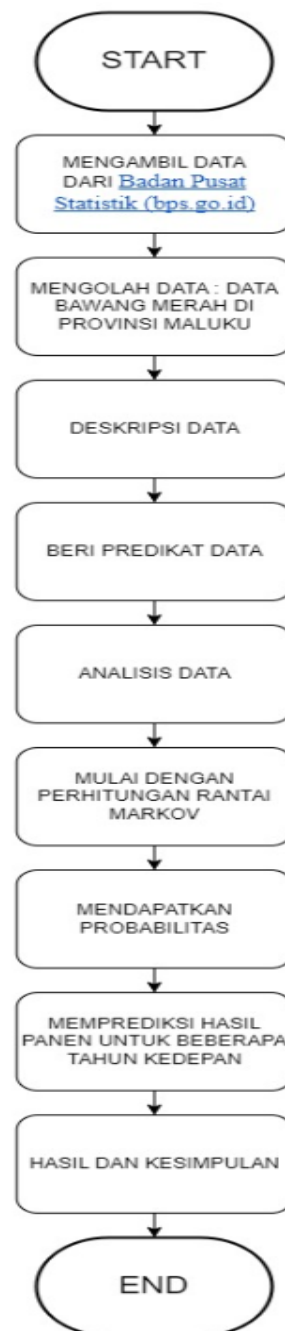 START
MENGAMBIL DATA
DARI Badan Pusat
Statistik (bps.go.id)
MENGOLAH DATA : DATA
BAWANG MERAH DI
PROVINSI MALUKU
DESKRIPSI DATA
BERI PREDIKAT DATA
ANALISIS DATA
MULAI DENGAN
PERHITUNGAN RANTAI
MARKOV
MENDAPATKAN
PROBABILITAS
MEMPREDIKSI HASIL
PANEN UNTUK BEBERAPA
TAHUN KEDEPAN
HASIL DAN KESIMPULAN
END